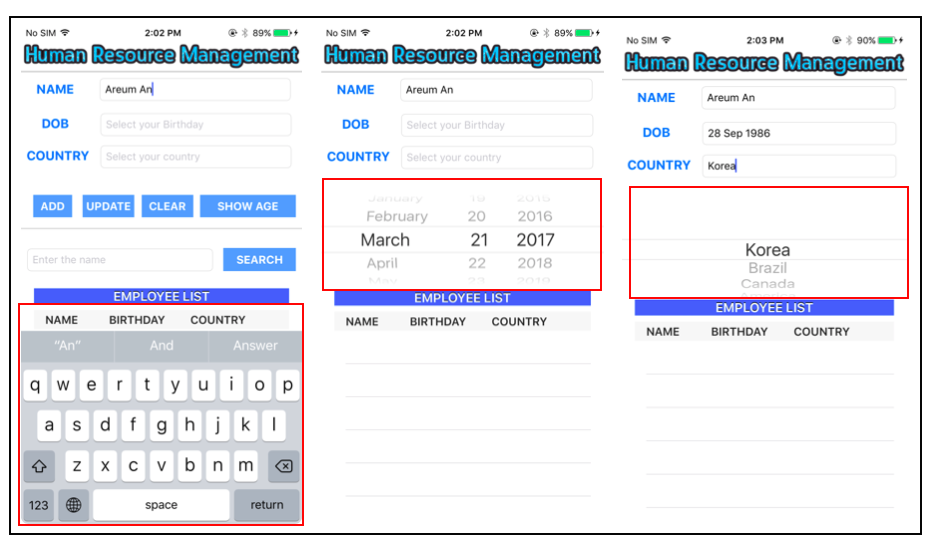 No SIM 2:02 PM 89%
Human Resource Management
NAME Areum An
DOB Select your Birthday
COUNTRY Select your country
ADD UPDATE CLEAR SHOW AGE
Enter the name SEARCH
EMPLOYEE LIST
NAME BIRTHDAY COUNTRY
"An" And Answer
q w e r t y u i o p
a s d f g h j k l
z x c v b n m
123 space return
No SIM 2:02 PM 89%
Human Resource Management
NAME Areum An
DOB Select your Birthday
COUNTRY Select your country
January 19 2015
February 20 2016
March 21 2017
April 22 2018
May 23 2019
EMPLOYEE LIST
NAME BIRTHDAY COUNTRY
No SIM 2:03 PM 90%
Human Resource Management
NAME Areum An
DOB 28 Sep 1986
COUNTRY Korea
Korea
Brazil
Canada
EMPLOYEE LIST
NAME BIRTHDAY COUNTRY